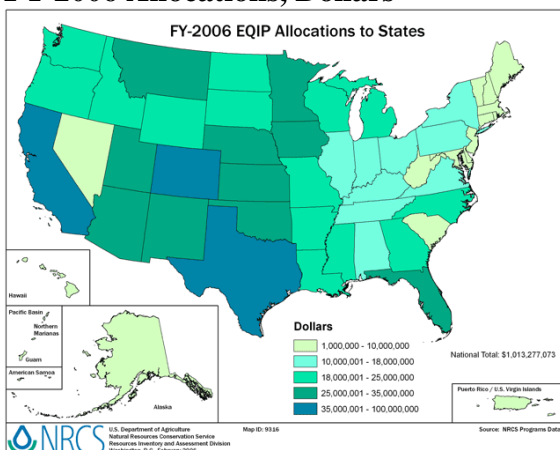 FY-2006 EQIP Allocations to States
Hawaii
Pacific Basin
Northern
Marianas
Guam
American Samoa
Alaska
Dollars
1,000,000 - 10,000,000
10,000,001 - 18,000,000
18,000,001 - 25,000,000
25,000,001 - 35,000,000
35,000,001 - 100,000,000
National Total: $1,013,277,073
Puerto Rico / U.S. Virgin Islands
NRCS
U.S. Department of Agriculture
Natural Resources Conservation Service
Resources Inventory and Assessment Division
Map ID: 9316
Source: NRCS Programs Data